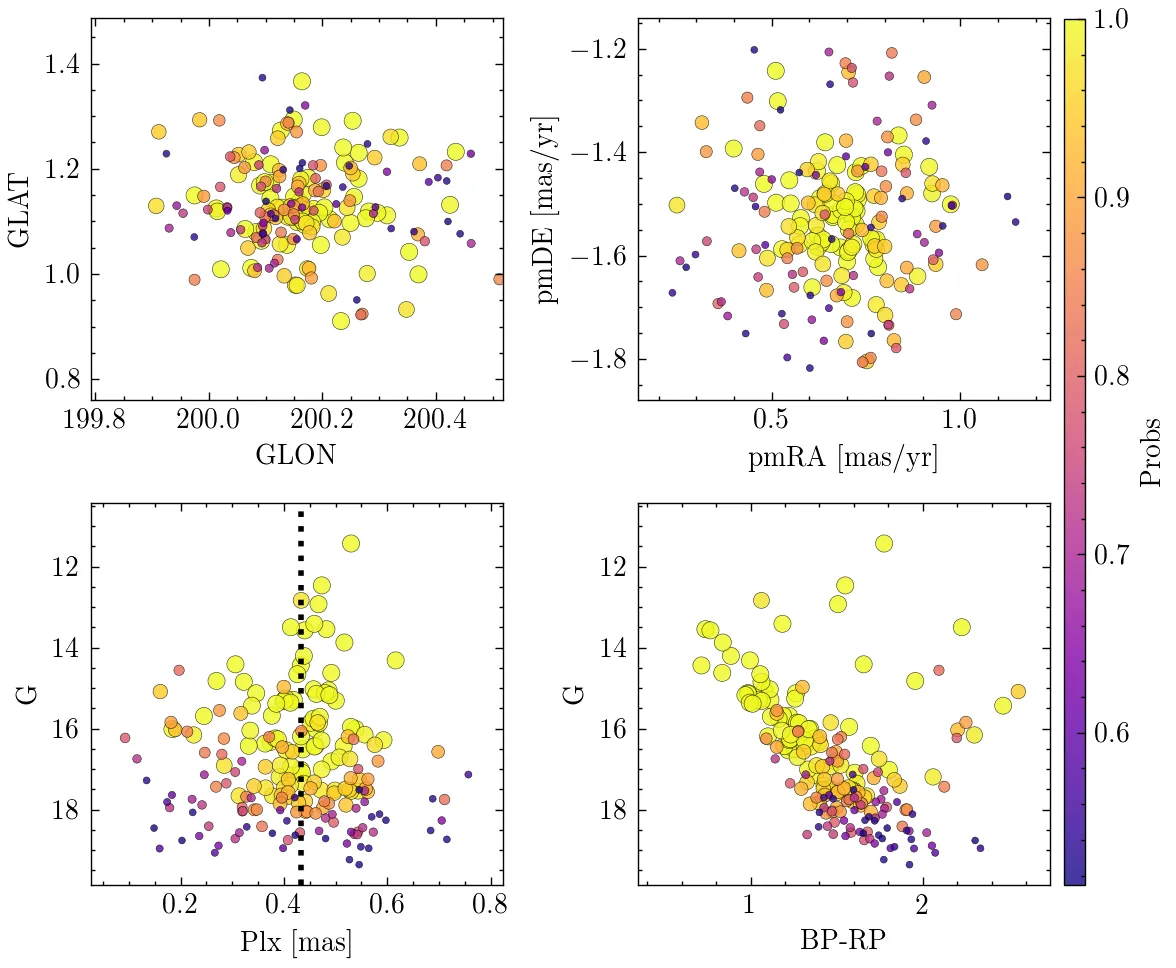 1.4
1.2
1.0
0.8
GLAT
199.8 200.0 200.2 200.4
GLON
−1.2
−1.4
−1.6
−1.8
pmDE [mas/yr]
0.5 1.0
pmRA [mas/yr]
1.0
0.9
0.8
0.7
0.6
Probs
12
14
16
18
G
0.2 0.4 0.6 0.8
Plx [mas]
12
14
16
18
G
1 2
BP-RP